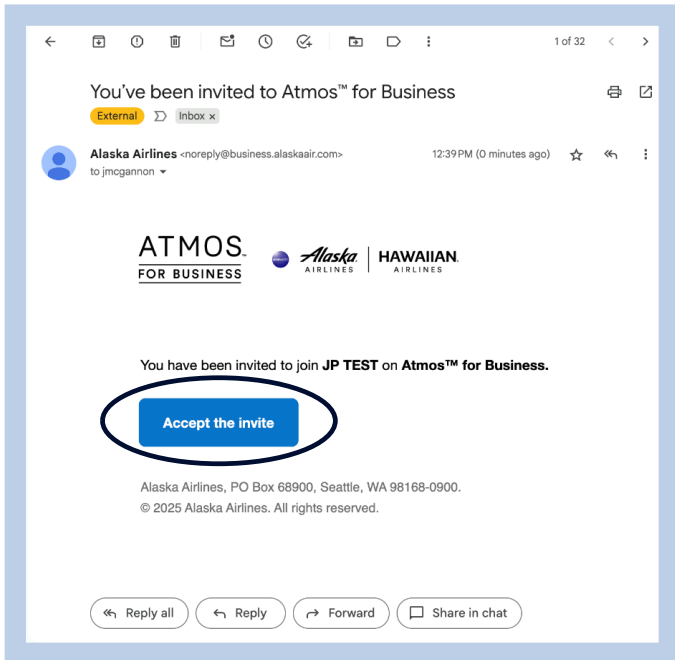 1 of 32
You've been invited to Atmos™ for Business
External Inbox ×
Alaska Airlines <noreply@business.alaskaair.com> 12:39 PM (0 minutes ago)
to jmcgannon
ATMOS™
FOR BUSINESS
Alaska®
AIRLINES
HAWAIIAN®
AIRLINES
You have been invited to join JP TEST on Atmos™ for Business.
Accept the invite
Alaska Airlines, PO Box 68900, Seattle, WA 98168-0900.
© 2025 Alaska Airlines. All rights reserved.
Reply all Reply Forward Share in chat